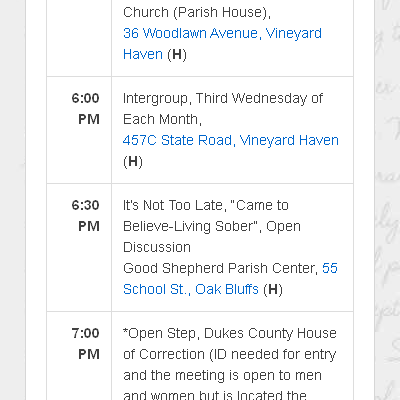 Church (Parish House),
36 Woodlawn Avenue, Vineyard
Haven (H)
6:00 PM
Intergroup, Third Wednesday of
Each Month,
457C State Road, Vineyard Haven
(H)
6:30 PM
It's Not Too Late, "Came to
Believe-Living Sober", Open
Discussion
Good Shepherd Parish Center, 55
School St., Oak Bluffs (H)
7:00 PM
*Open Step, Dukes County House
of Correction (ID needed for entry
and the meeting is open to men
and women but is located the